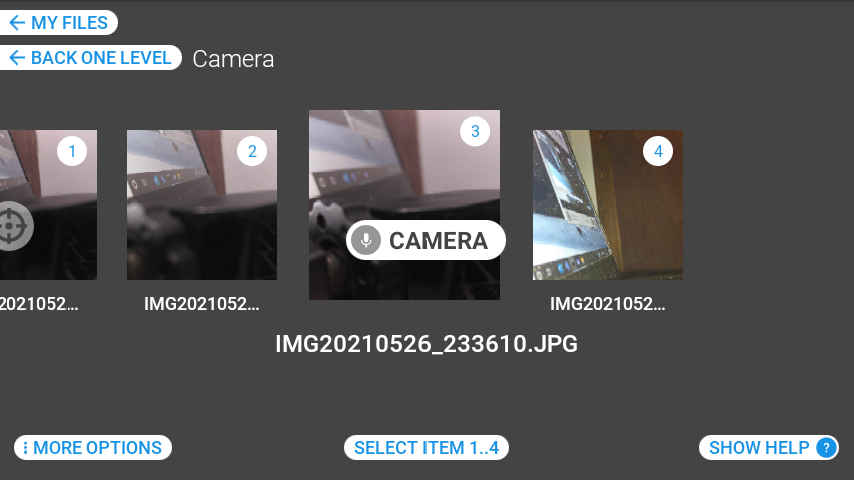 MY FILES
BACK ONE LEVEL Camera
1
2
3
4
CAMERA
2021052...
IMG2021052...
IMG2021052...
IMG20210526_233610.JPG
MORE OPTIONS
SELECT ITEM 1..4
SHOW HELP ?